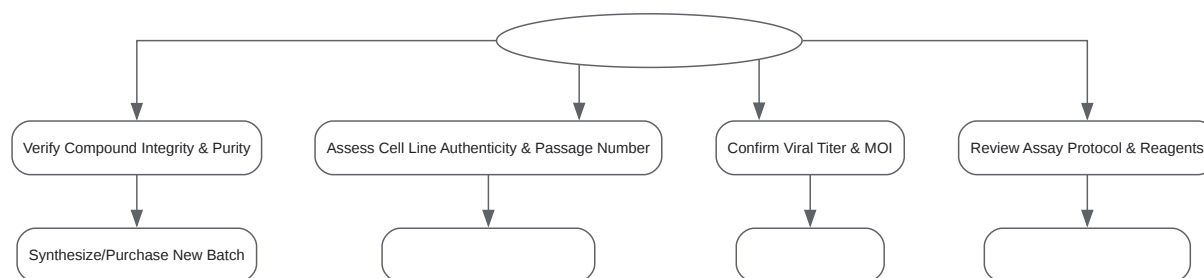 Verify Compound Integrity & Purity
Assess Cell Line Authenticity & Passage Number
Confirm Viral Titer & MOI
Review Assay Protocol & Reagents
Synthesize/Purchase New Batch